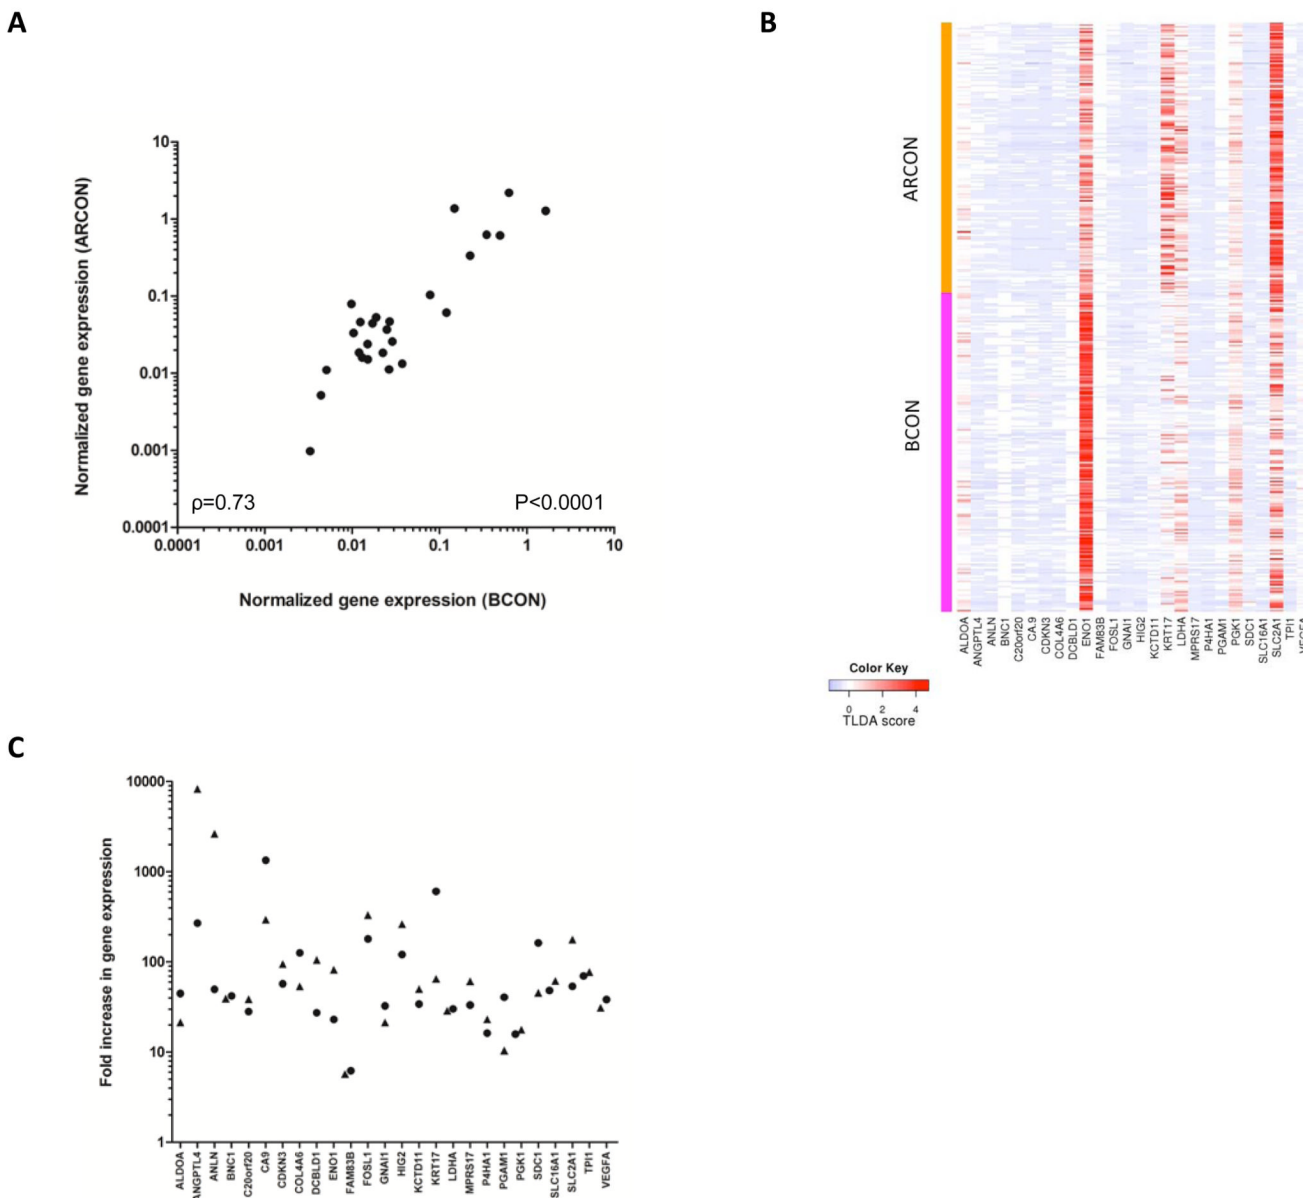 A
10
1
0.1
0.01
0.001
0.0001
Normalized gene expression (ARCON)
ρ=0.73
P<0.0001
0.0001
0.001
0.01
0.1
1
10
Normalized gene expression (BCON)
B
ARCON
BCON
ALDOA
ANGPTL4
ANLN
BNC1
C20orf20
CA.9
CDKN3
COL4A6
DCBLD1
ENO1
FAM83B
FOSL1
GNAI1
HIG2
KCTD11
KRT17
LDHA
MPRS17
P4HA1
PGAM1
PGK1
SDC1
SLC16A1
SLC2A1
TPI1
VEGFA
Color Key
0
2
4
TLDA score
C
10000
1000
100
10
1
Fold increase in gene expression
ALDOA
ANGPTL4
ANLN
BNC1
C20orf20
CA9
CDKN3
COL4A6
DCBLD1
ENO1
FAM83B
FOSL1
GNAI1
HIG2
KCTD11
KRT17
LDHA
MPRS17
P4HA1
PGAM1
PGK1
SDC1
SLC16A1
SLC2A1
TPI1
VEGFA